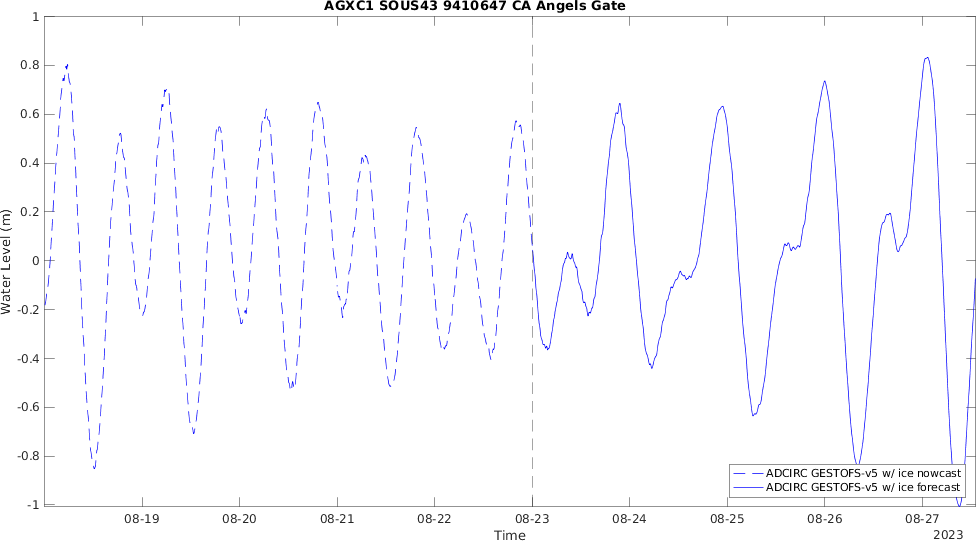 AGXC1 SOUS43 9410647 CA Angels Gate
1
0.8
0.6
0.4
0.2
0
-0.2
-0.4
-0.6
-0.8
-1
Water Level (m)
ADCIRC GESTOFS-v5 w/ ice nowcast
ADCIRC GESTOFS-v5 w/ ice forecast
08-19 08-20 08-21 08-22 08-23 08-24 08-25 08-26 08-27
Time
2023